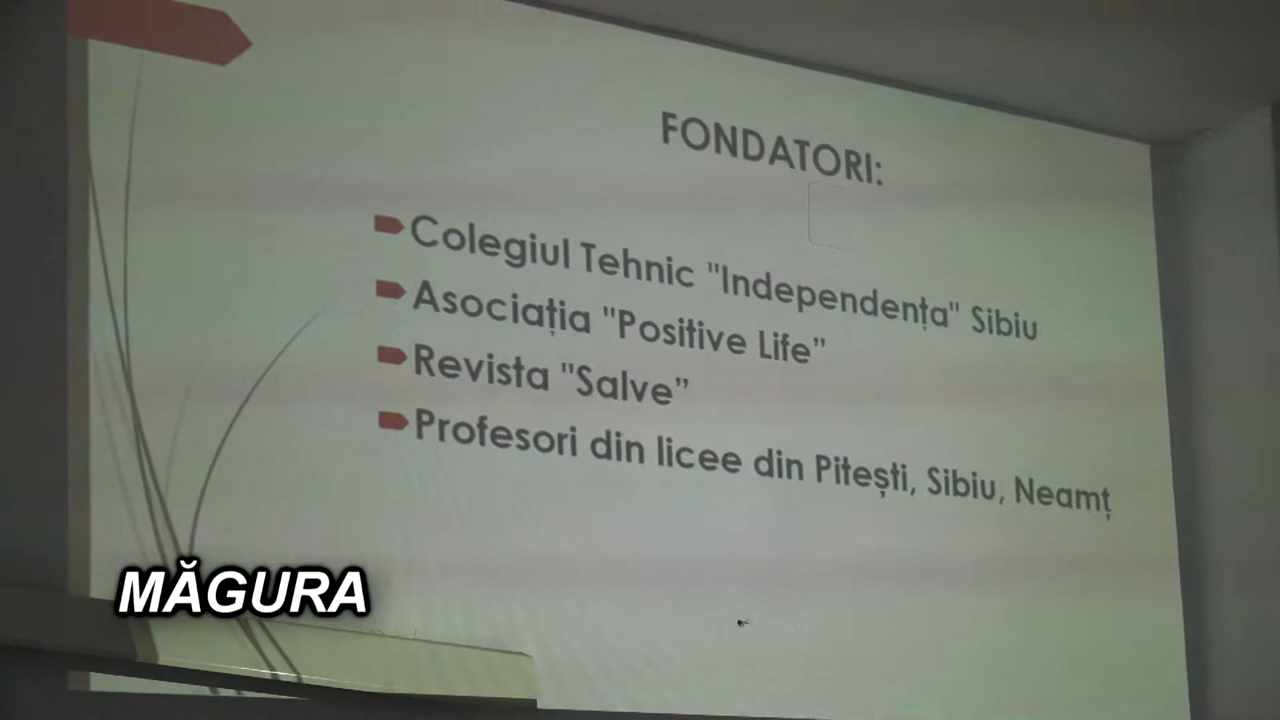 FONDATORI:
Colegiul Tehnic "Independența" Sibiu
Asociația "Positive Life”
Revista "Salve”
Profesori din licee din Pitești, Sibiu, Neamț
MĂGURA